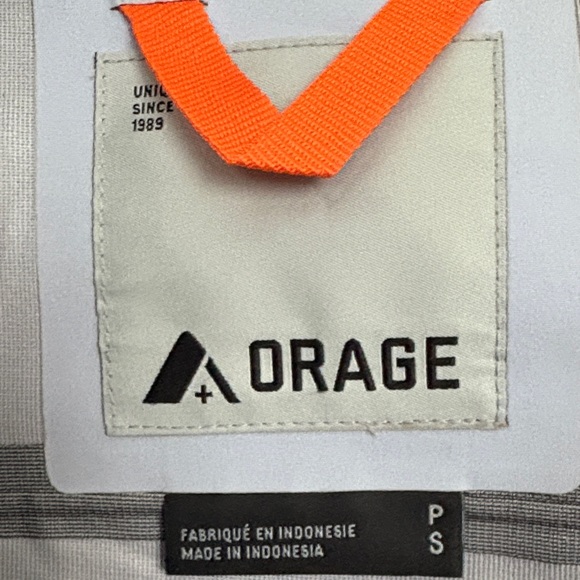 SINCE
1989
ORAGE
FABRIQUÉ EN INDONESIE
MADE IN INDONESIA
P
S